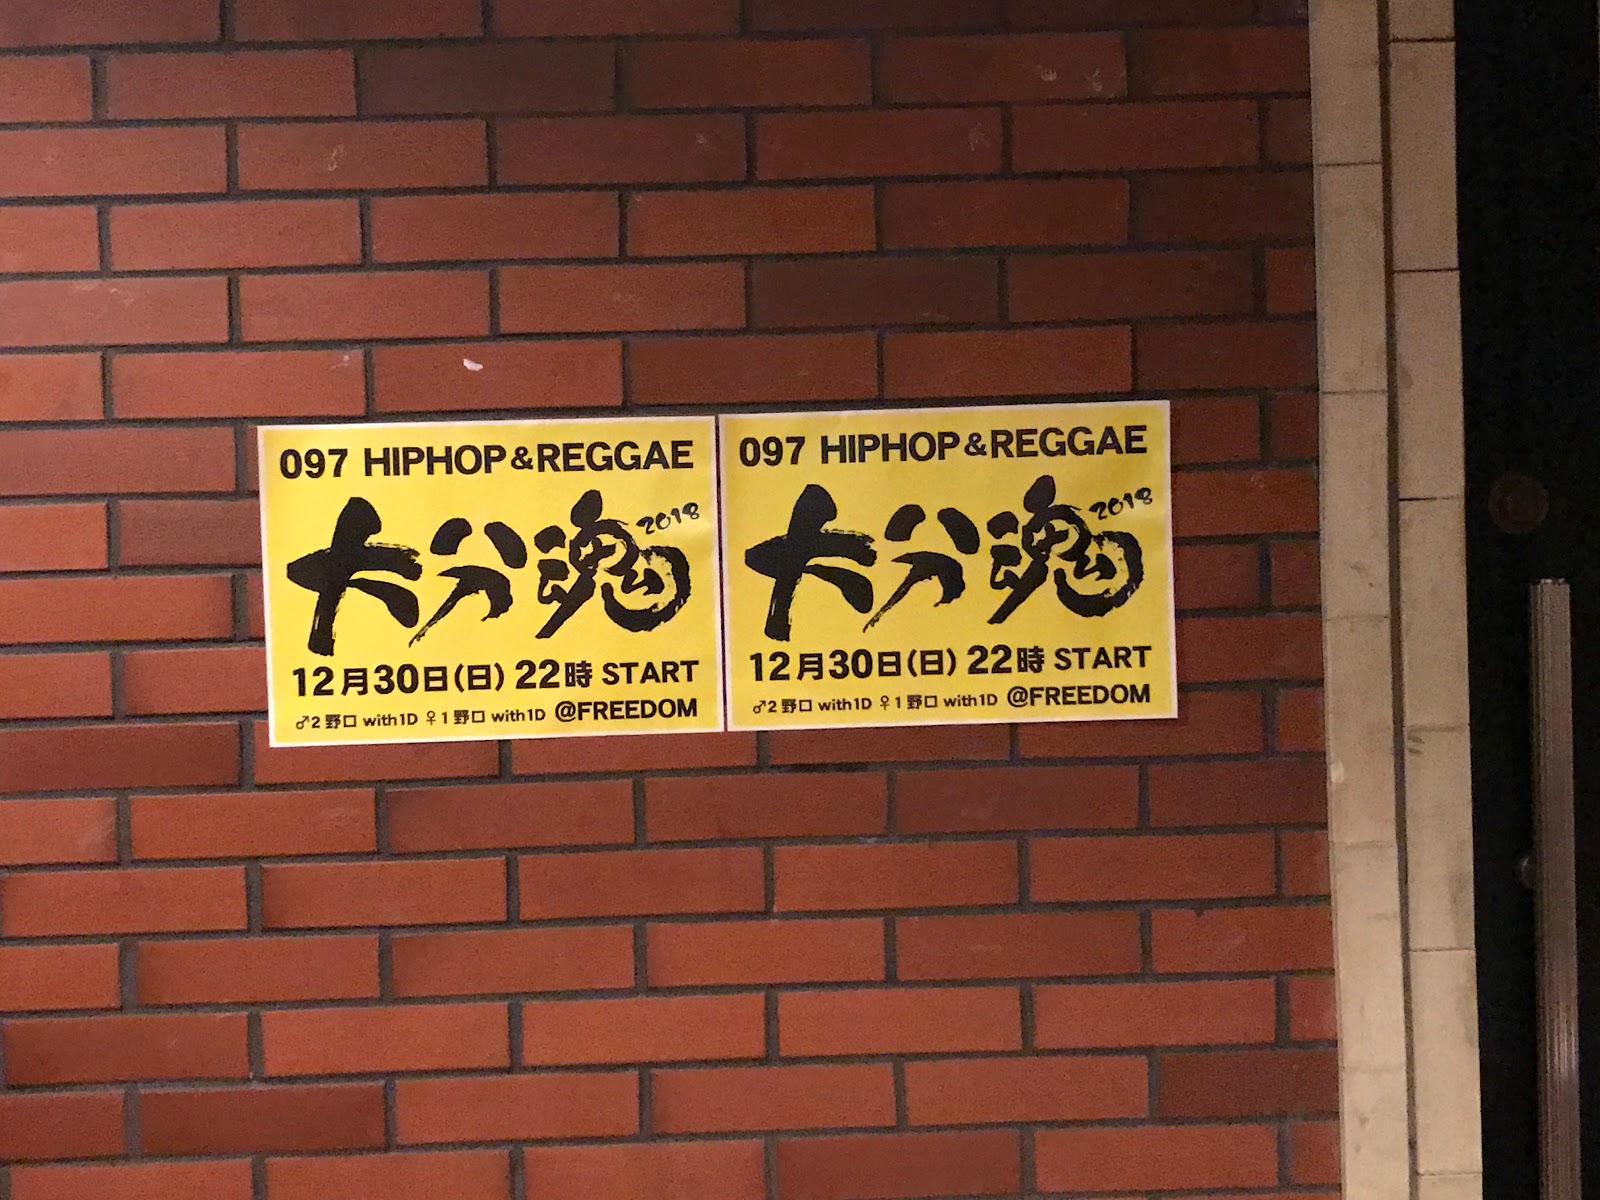 097 HIPHOP&REGGAE
大分魂 2018
12月30日(日) 22時 START
♂2野口 with1D ♀1野口 with1D @FREEDOM
097 HIPHOP&REGGAE
大分魂 2018
12月30日(日) 22時 START
♂2野口 with1D ♀1野口 with1D @FREEDOM